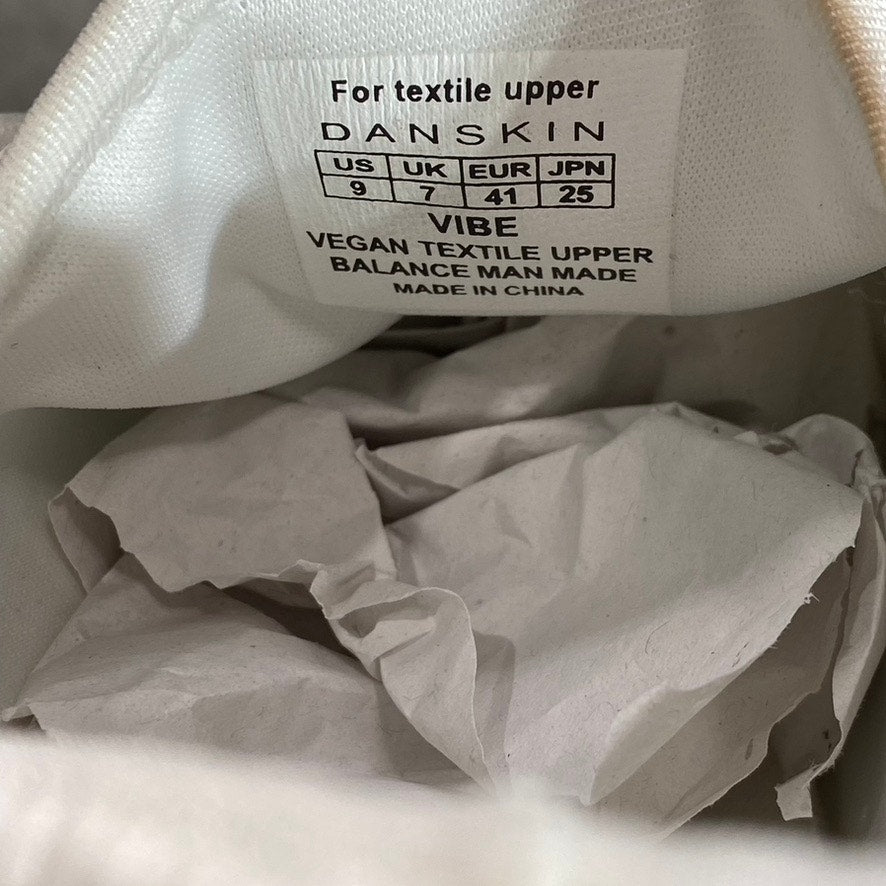 For textile upper
DANSKIN
US UK EUR JPN
9 7 41 25
VIBE
VEGAN TEXTILE UPPER
BALANCE MAN MADE
MADE IN CHINA